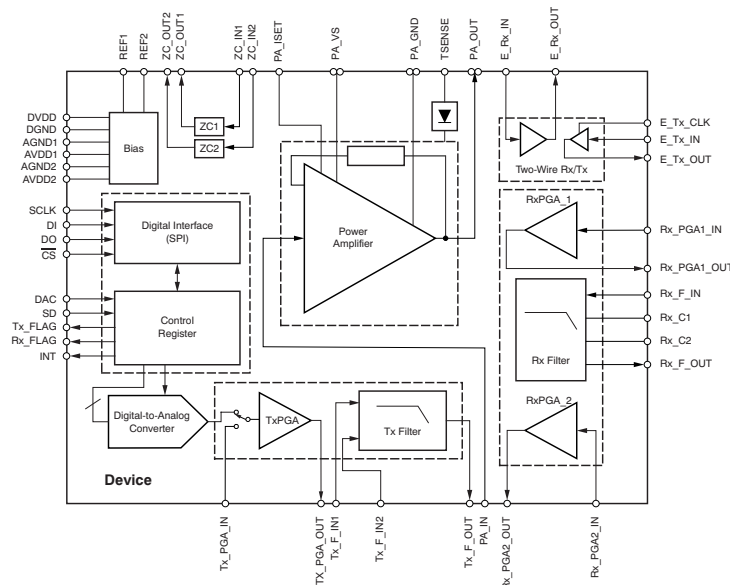 REF1
REF2
ZC_OUT2
ZC_OUT1
ZC_IN1
ZC_IN2
PA_ISET
PA_VS
PA_GND
TSENSE
PA_OUT
E_Rx_IN
E_Rx_OUT
DVDD
DGND
AGND1
AVDD1
AGND2
AVDD2
Bias
ZC1
ZC2
E_Tx_CLK
E_Tx_IN
E_Tx_OUT
Two-Wire Rx/Tx
SCLK
DI
DO
CS
Digital Interface
(SPI)
Power
Amplifier
RxPGA_1
Rx_PGA1_IN
Rx_PGA1_OUT
DAC
SD
Tx_FLAG
Rx_FLAG
INT
Control
Register
Rx_F_IN
Rx_C1
Rx_C2
Rx_F_OUT
Rx Filter
Digital-to-Analog
Converter
TxPGA
Tx Filter
RxPGA_2
Device
Tx_PGA_IN
TX_PGA_OUT
Tx_F_IN1
Tx_F_IN2
Tx_F_OUT
PA_IN
Rx_PGA2_OUT
Rx_PGA2_IN